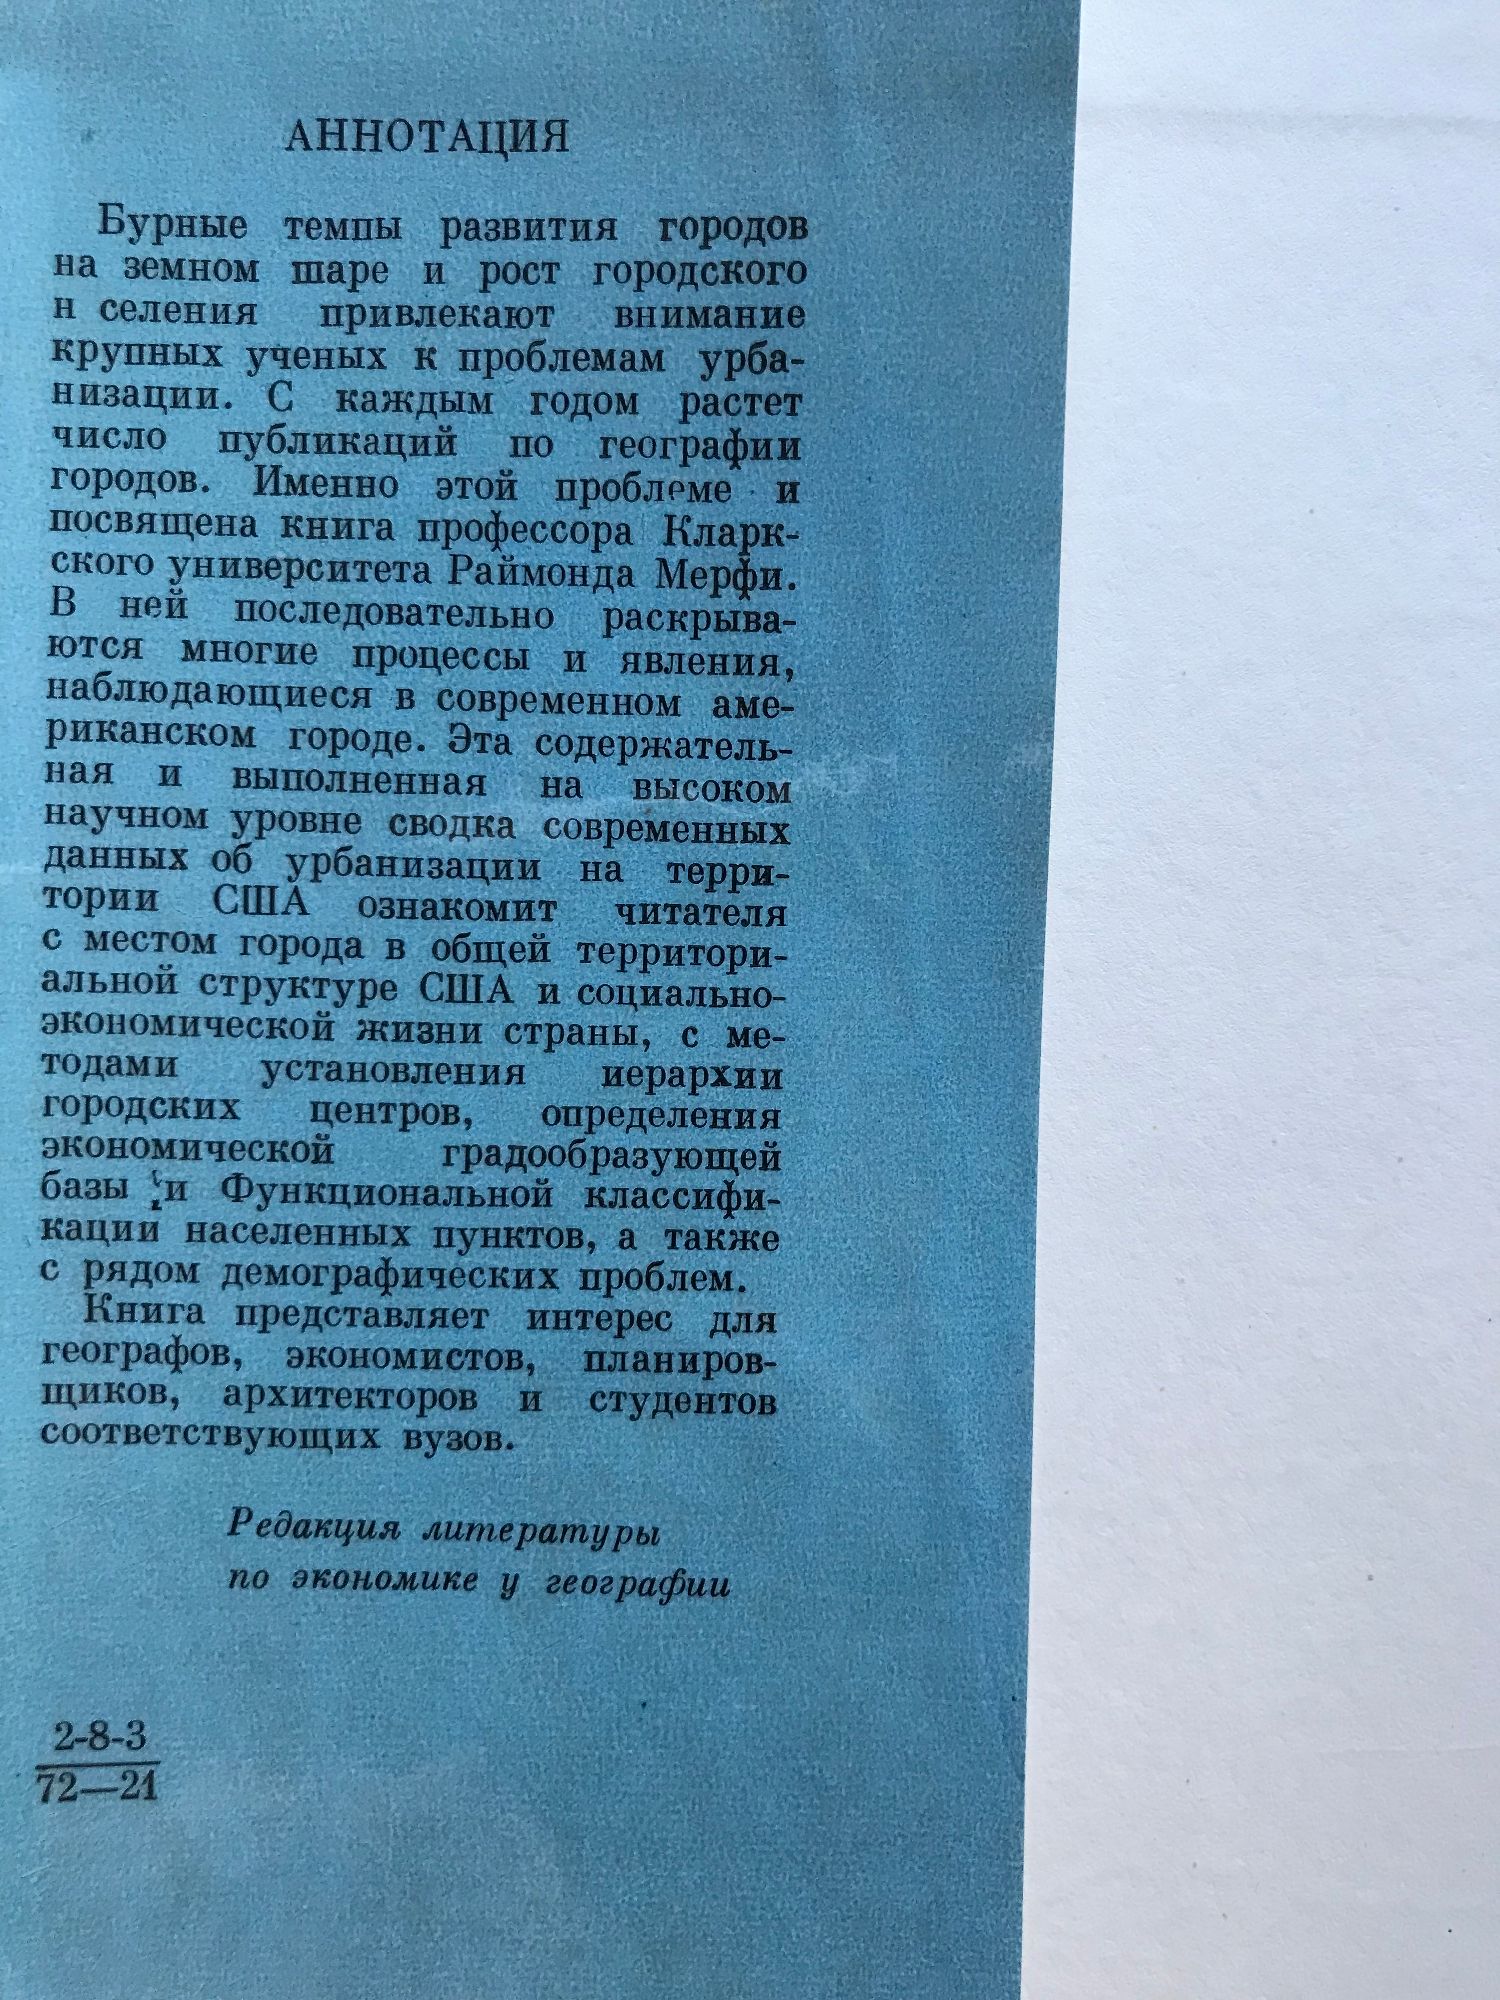 АННОТАЦИЯ
Бурные темпы развития городов
на земном шаре и рост городского
н селения привлекают внимание
крупных ученых к проблемам урба-
низации. С каждым годом растет
число публикаций по географии
городов. Именно этой проблеме и
посвящена книга профессора Кларк-
ского университета Раймонда Мерфи.
В ней последовательно раскрыва-
ются многие процессы и явления,
наблюдающиеся в современном аме-
риканском городе. Эта содержатель-
ная и выполненная на высоком
научном уровне сводка современных
данных об урбанизации на терри-
тории США ознакомит читателя
с местом города в общей территори-
альной структуре США и социально-
экономической жизни страны, с ме-
тодами установления иерархии
городских центров, определения
экономической градообразующей
базы и Функциональной классифи-
кации населенных пунктов, а также
с рядом демографических проблем.
Книга представляет интерес для
географов, экономистов, планиров-
щиков, архитекторов и студентов
соответствующих вузов.
Редакция литературы
по экономике у географии
2-8-3
72—21